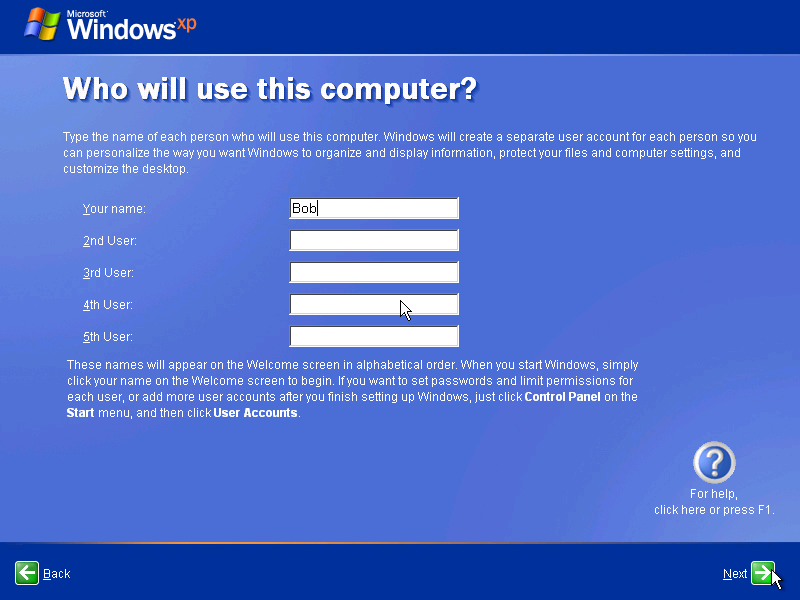 Microsoft®
Windows xp
Who will use this computer?
Type the name of each person who will use this computer. Windows will create a separate user account for each person so you
can personalize the way you want Windows to organize and display information, protect your files and computer settings, and
customize the desktop.
Your name: Bob
2nd User:
3rd User:
4th User:
5th User:
These names will appear on the Welcome screen in alphabetical order. When you start Windows, simply
click your name on the Welcome screen to begin. If you want to set passwords and limit permissions for
each user, or add more user accounts after you finish setting up Windows, just click Control Panel on the
Start menu, and then click User Accounts.
?
For help,
click here or press F1.
Back Next